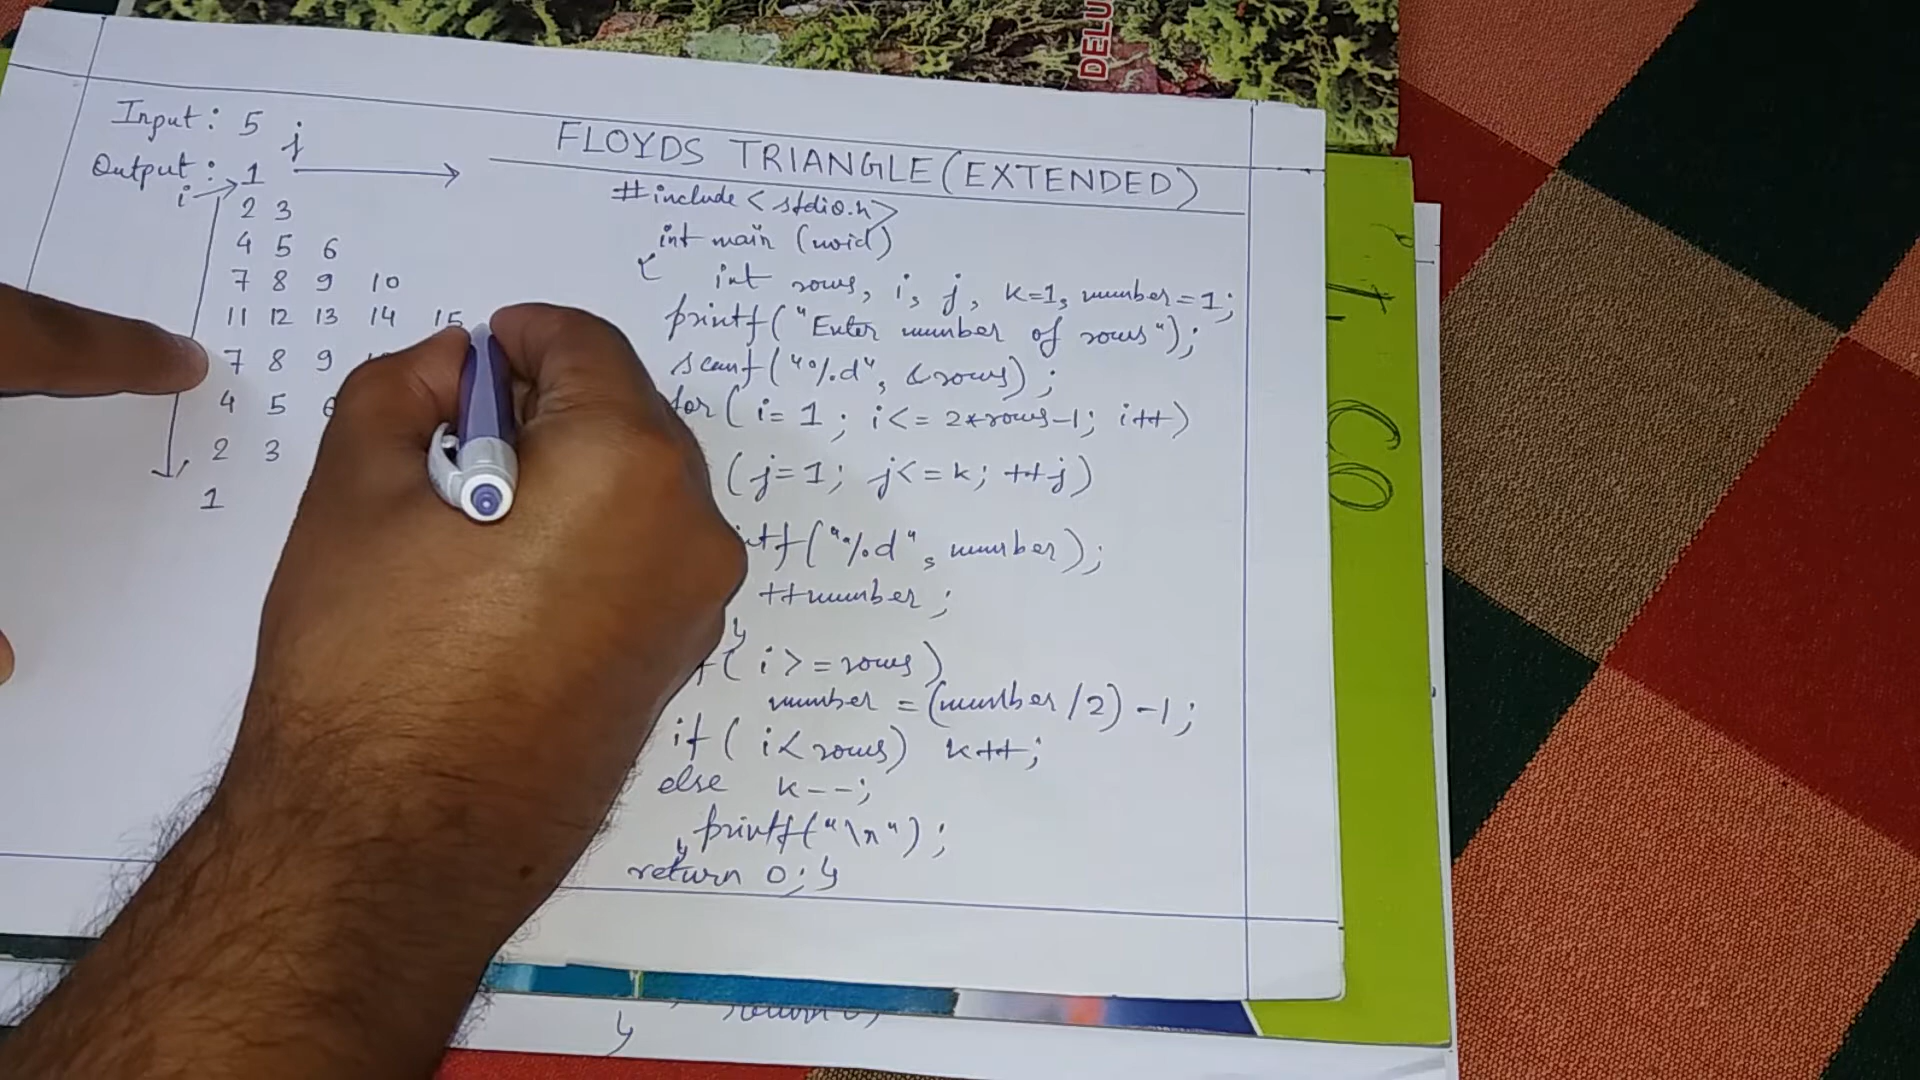 DELU
Input: 5 j
Output: 1
i
2 3
4 5 6
7 8 9 10
11 12 13 14 15
7 8 9
4 5 6
2 3
1
FLOYDS TRIANGLE (EXTENDED)
#include <stdio.h>
int main (void)
{ int rows, i, j, k=1, number=1;
printf("Enter number of rows");
scanf("%d", &rows);
for (i=1; i<=2*rows-1; i++)
(j=1; j<=k; ++j)
ntf("%d", number);
++number;
}
f(i>=rows)
number = (number/2)-1;
if (i<rows) k++;
else k--;
} printf("\n");
return 0; }